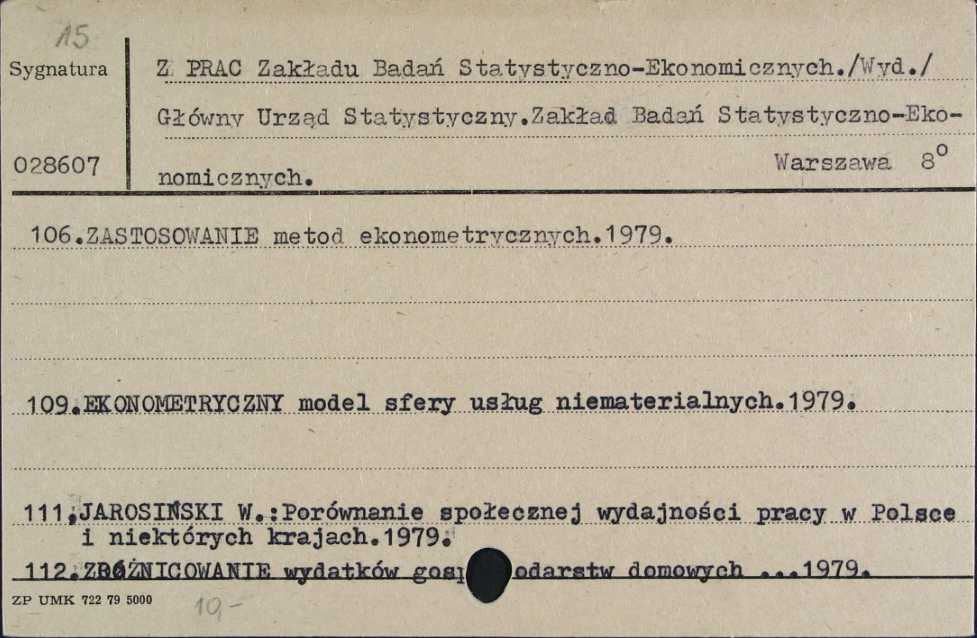 15
Sygnatura
Z PRAC Zakładu Badań Statystyczno-Ekonomicznych./Wyd./
Główny Urząd Statystyczny.Zakład Badań Statystyczno-Eko-
028607
nomicznych. Warszawa 8º
106.ZASTOSOWANIE metod ekonometrycznych.1979.
109.EKONOMETRYCZNY model sfery usług niematerialnych.1979.
111.JAROSIŃSKI W.:Porównanie społecznej wydajności pracy w Polsce
i niektórych krajach.1979.
112.ZRÓŻNICOWANIE wydatków gosp odarstw domowych ...1979.
ZP UMK 722 79 5000
10,-